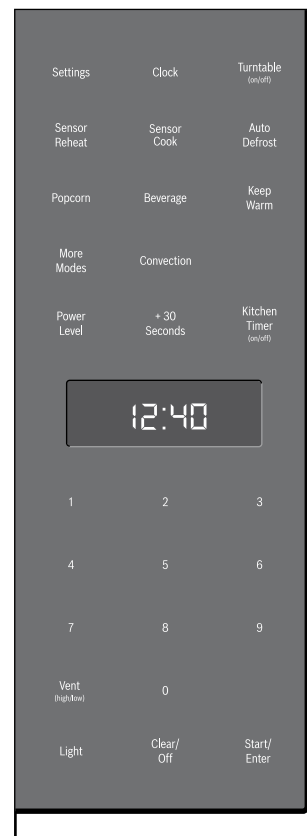 Settings
Clock
Turntable
(on/off)
Sensor
Reheat
Sensor
Cook
Auto
Defrost
Popcorn
Beverage
Keep
Warm
More
Modes
Convection
Power
Level
+ 30
Seconds
Kitchen
Timer
(on/off)
12:40
1
2
3
4
5
6
7
8
9
Vent
(high/low)
0
Light
Clear/
Off
Start/
Enter